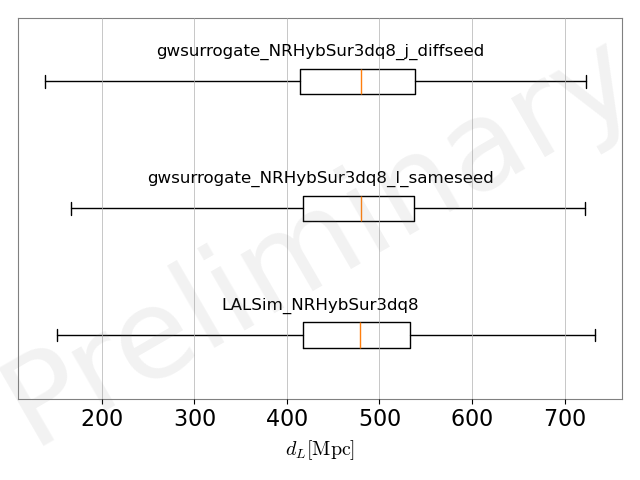 gwsurrogate_NRHybSur3dq8_j_diffseed
gwsurrogate_NRHybSur3dq8_l_sameseed
LALSim_NRHybSur3dq8
Preliminary
200 300 400 500 600 700
d_L[Mpc]